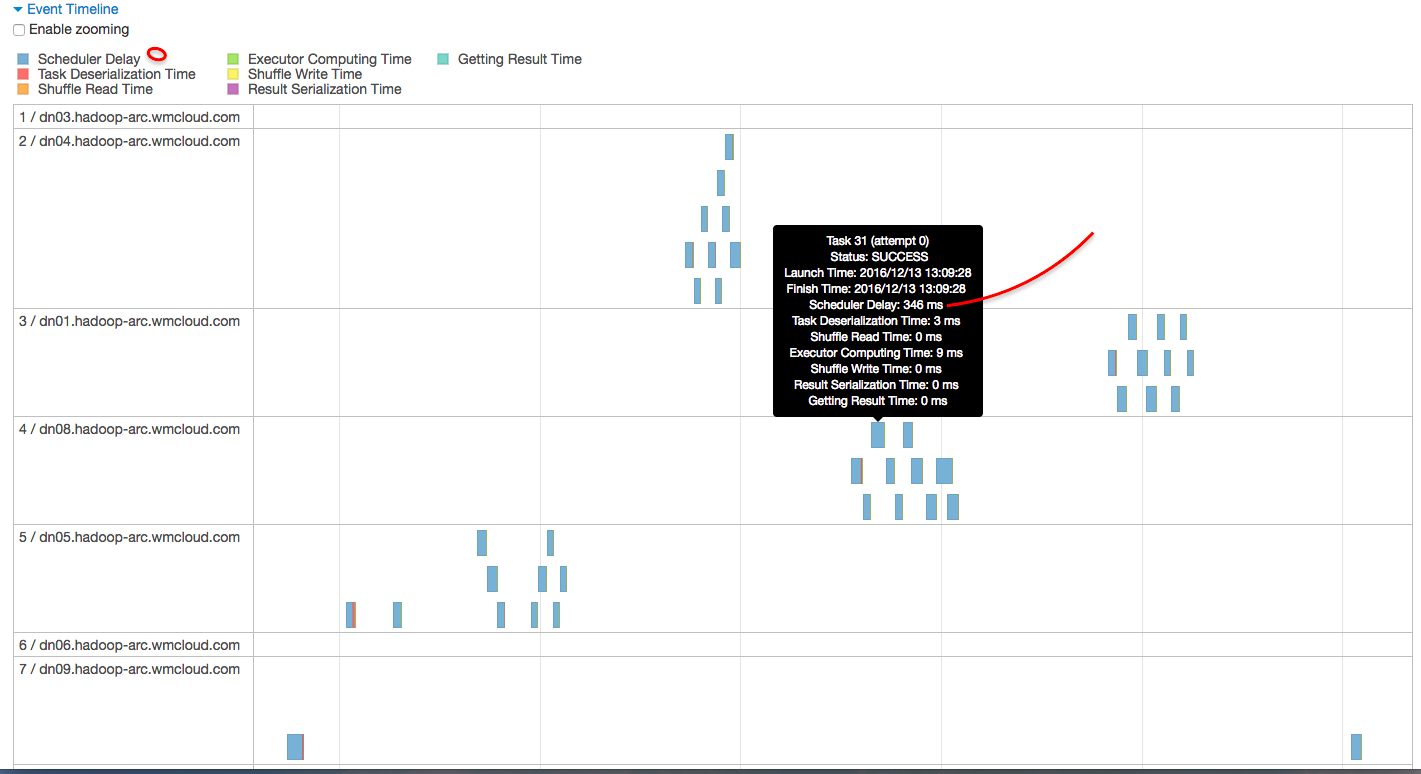 Event Timeline
Enable zooming
Scheduler Delay
Executor Computing Time
Getting Result Time
Task Deserialization Time
Shuffle Write Time
Shuffle Read Time
Result Serialization Time
1 / dn03.hadoop-arc.wmcloud.com
2 / dn04.hadoop-arc.wmcloud.com
Task 31 (attempt 0)
Status: SUCCESS
Launch Time: 2016/12/13 13:09:28
Finish Time: 2016/12/13 13:09:28
Scheduler Delay: 346 ms
Task Deserialization Time: 3 ms
Shuffle Read Time: 0 ms
Executor Computing Time: 9 ms
Shuffle Write Time: 0 ms
Result Serialization Time: 0 ms
Getting Result Time: 0 ms
3 / dn01.hadoop-arc.wmcloud.com
4 / dn08.hadoop-arc.wmcloud.com
5 / dn05.hadoop-arc.wmcloud.com
6 / dn06.hadoop-arc.wmcloud.com
7 / dn09.hadoop-arc.wmcloud.com